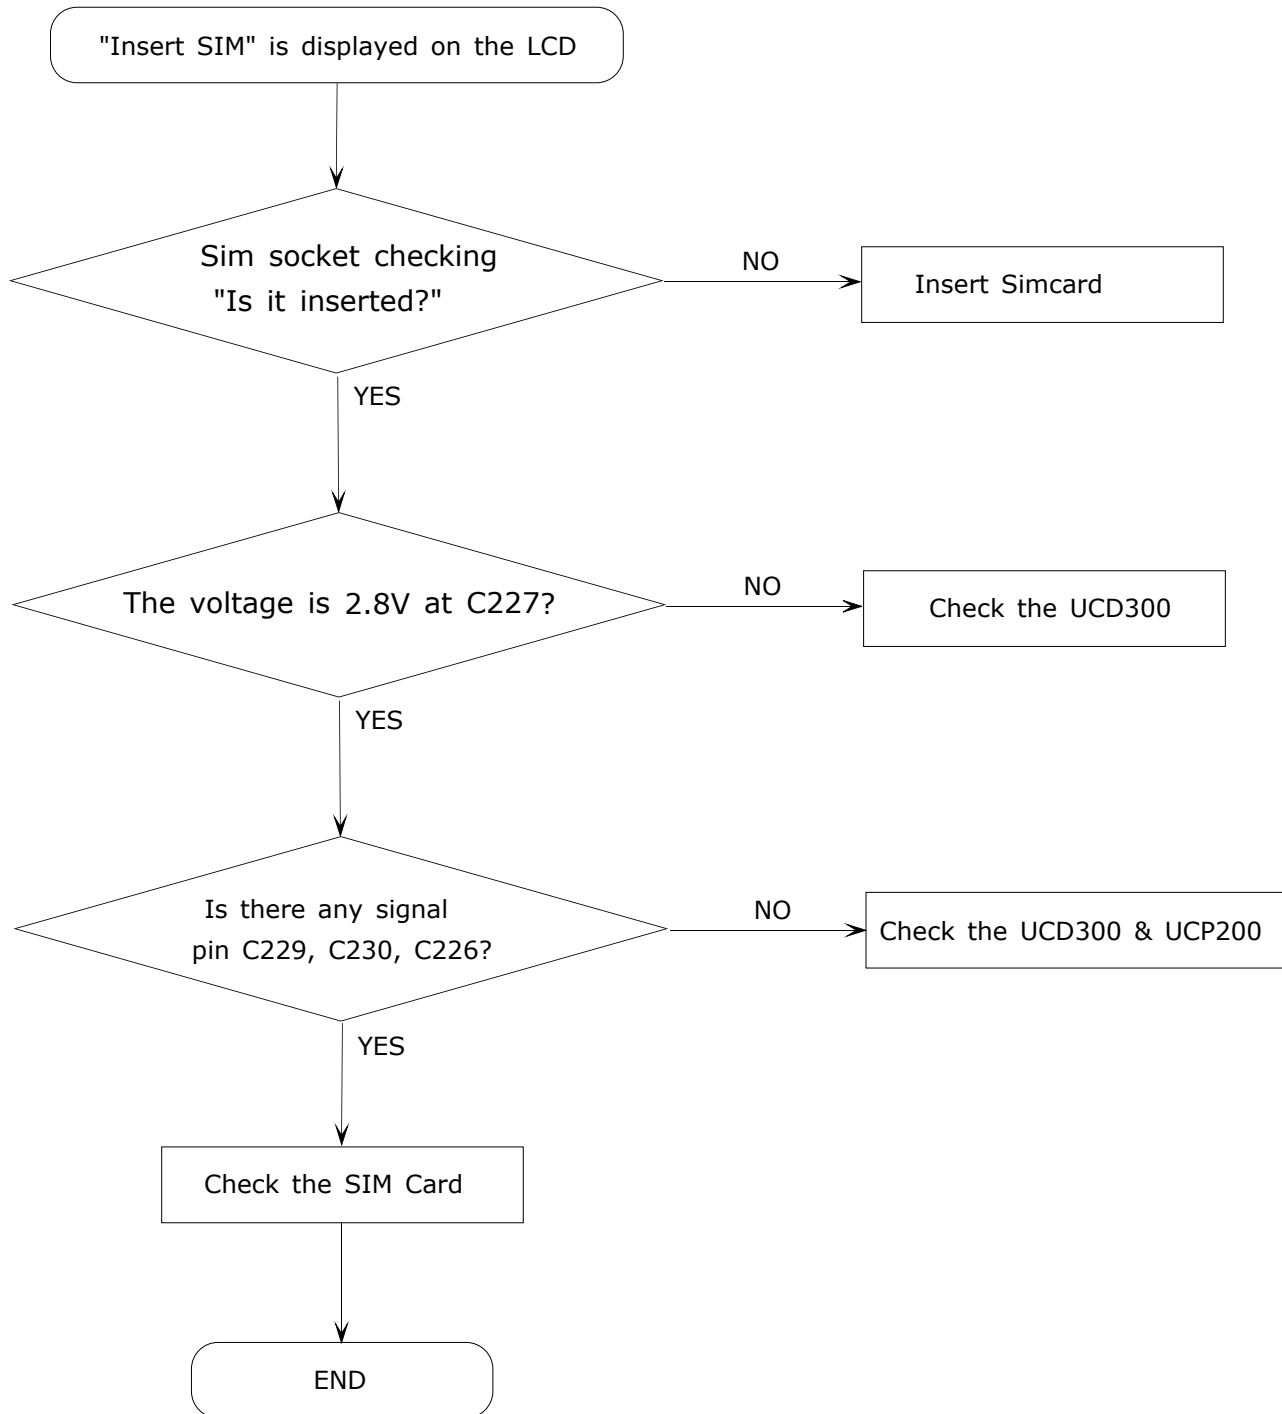 "Insert SIM" is displayed on the LCD
Sim socket checking
"Is it inserted?"
NO
Insert Simcard
YES
The voltage is 2.8V at C227?
NO
Check the UCD300
YES
Is there any signal
pin C229, C230, C226?
NO
Check the UCD300 & UCP200
YES
Check the SIM Card
END